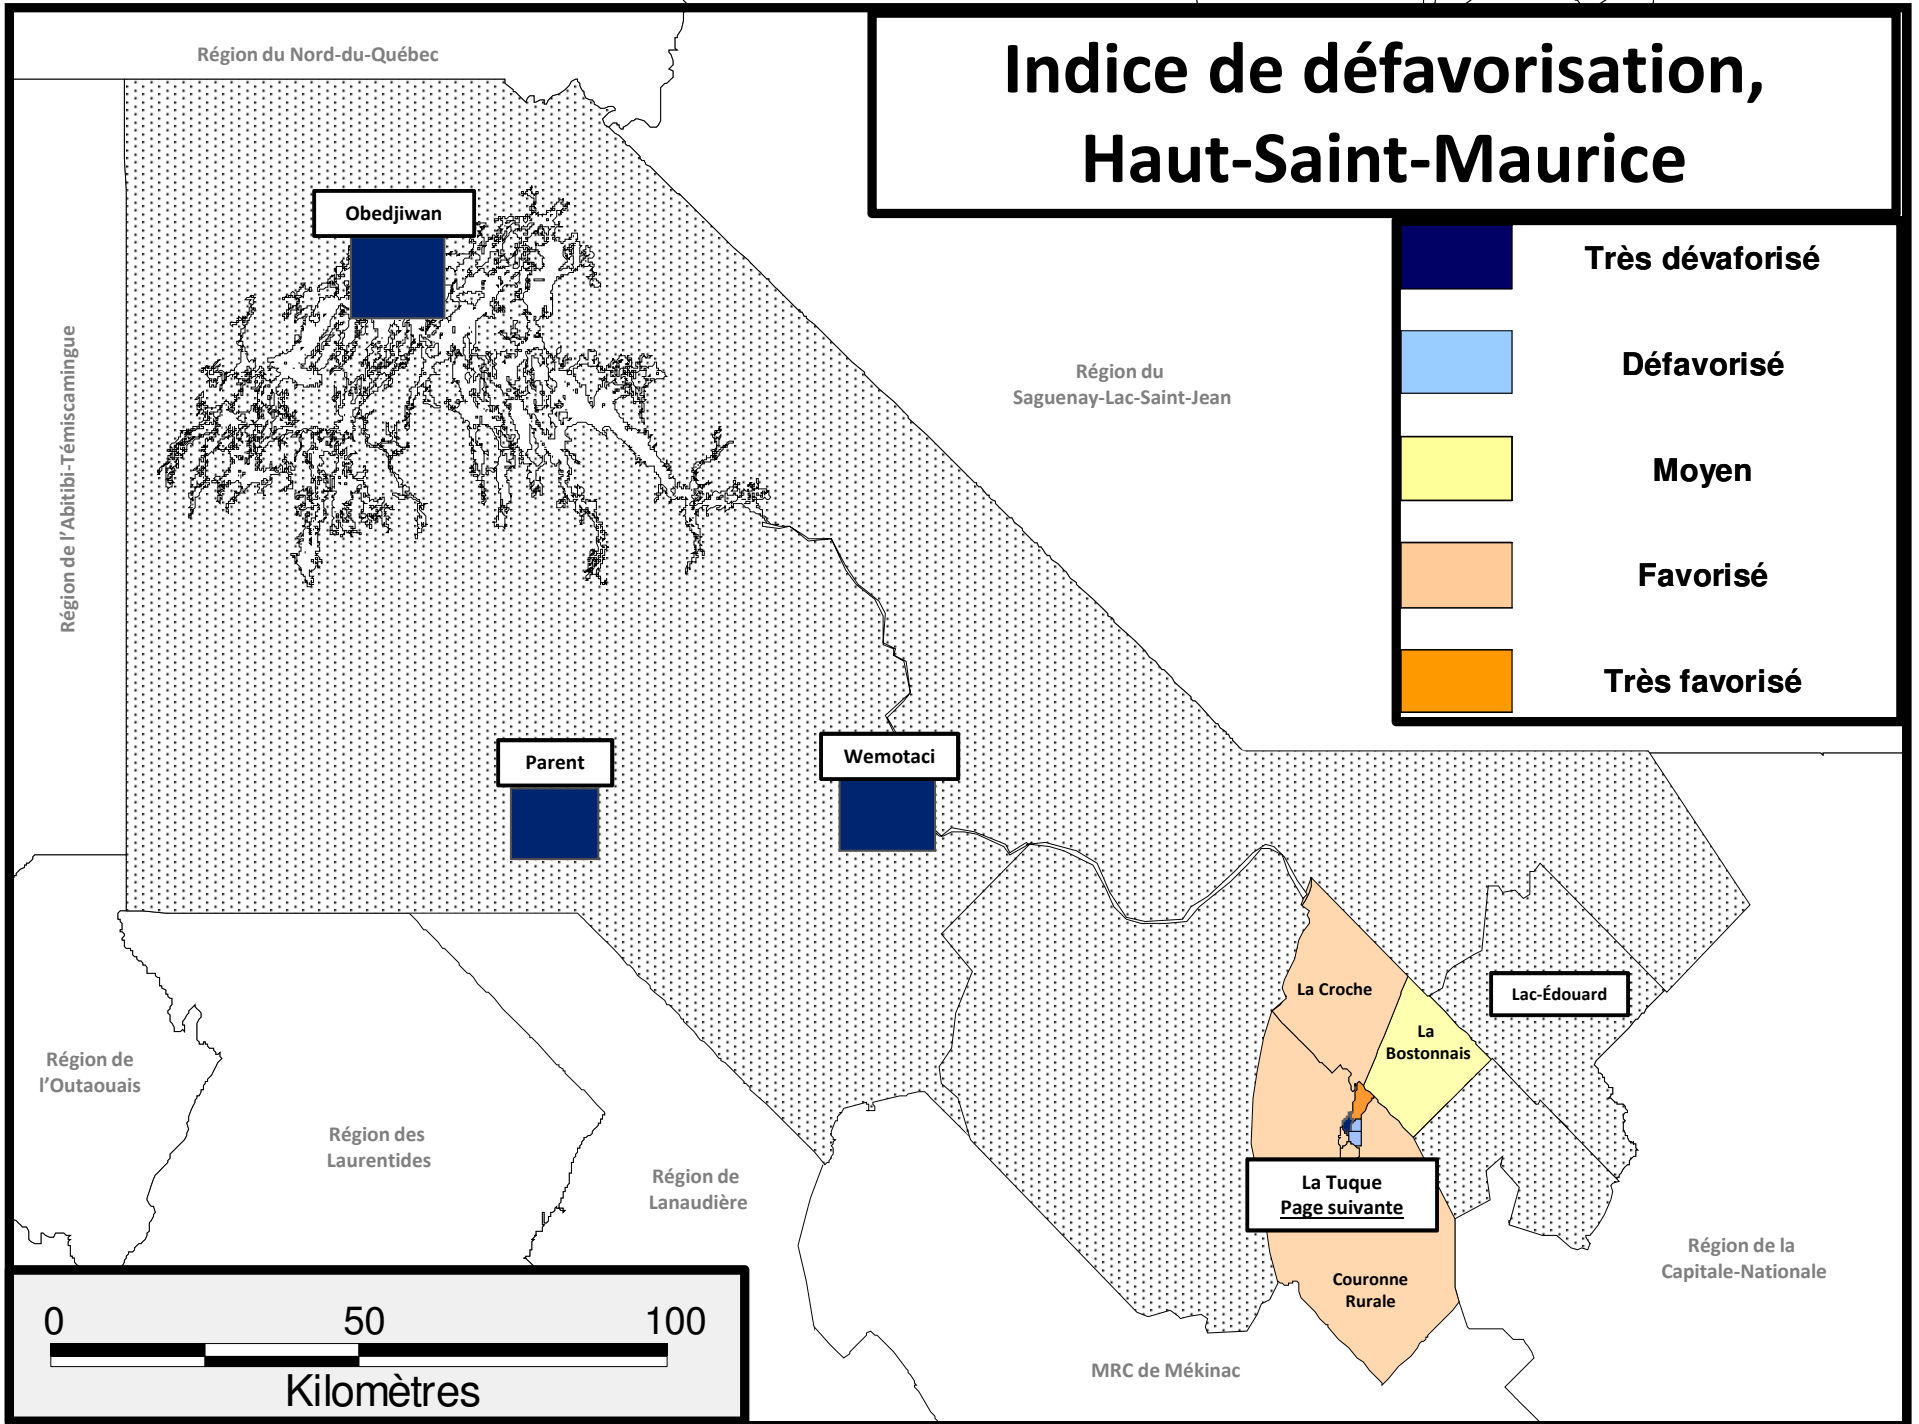 Région du Nord-du-Québec
Indice de défavorisation,
Haut-Saint-Maurice
Obedjiwan
Très dévaforisé
Défavorisé
Moyen
Favorisé
Très favorisé
Région de l'Abitibi-Témiscamingue
Région du
Saguenay-Lac-Saint-Jean
Parent
Wemotaci
La Croche
Lac-Édouard
La
Bostonnais
Région de
l'Outaouais
Région des
Laurentides
Région de
Lanaudière
La Tuque
Page suivante
Région de la
Capitale-Nationale
Couronne
Rurale
MRC de Mékinac
0 50 100
Kilomètres